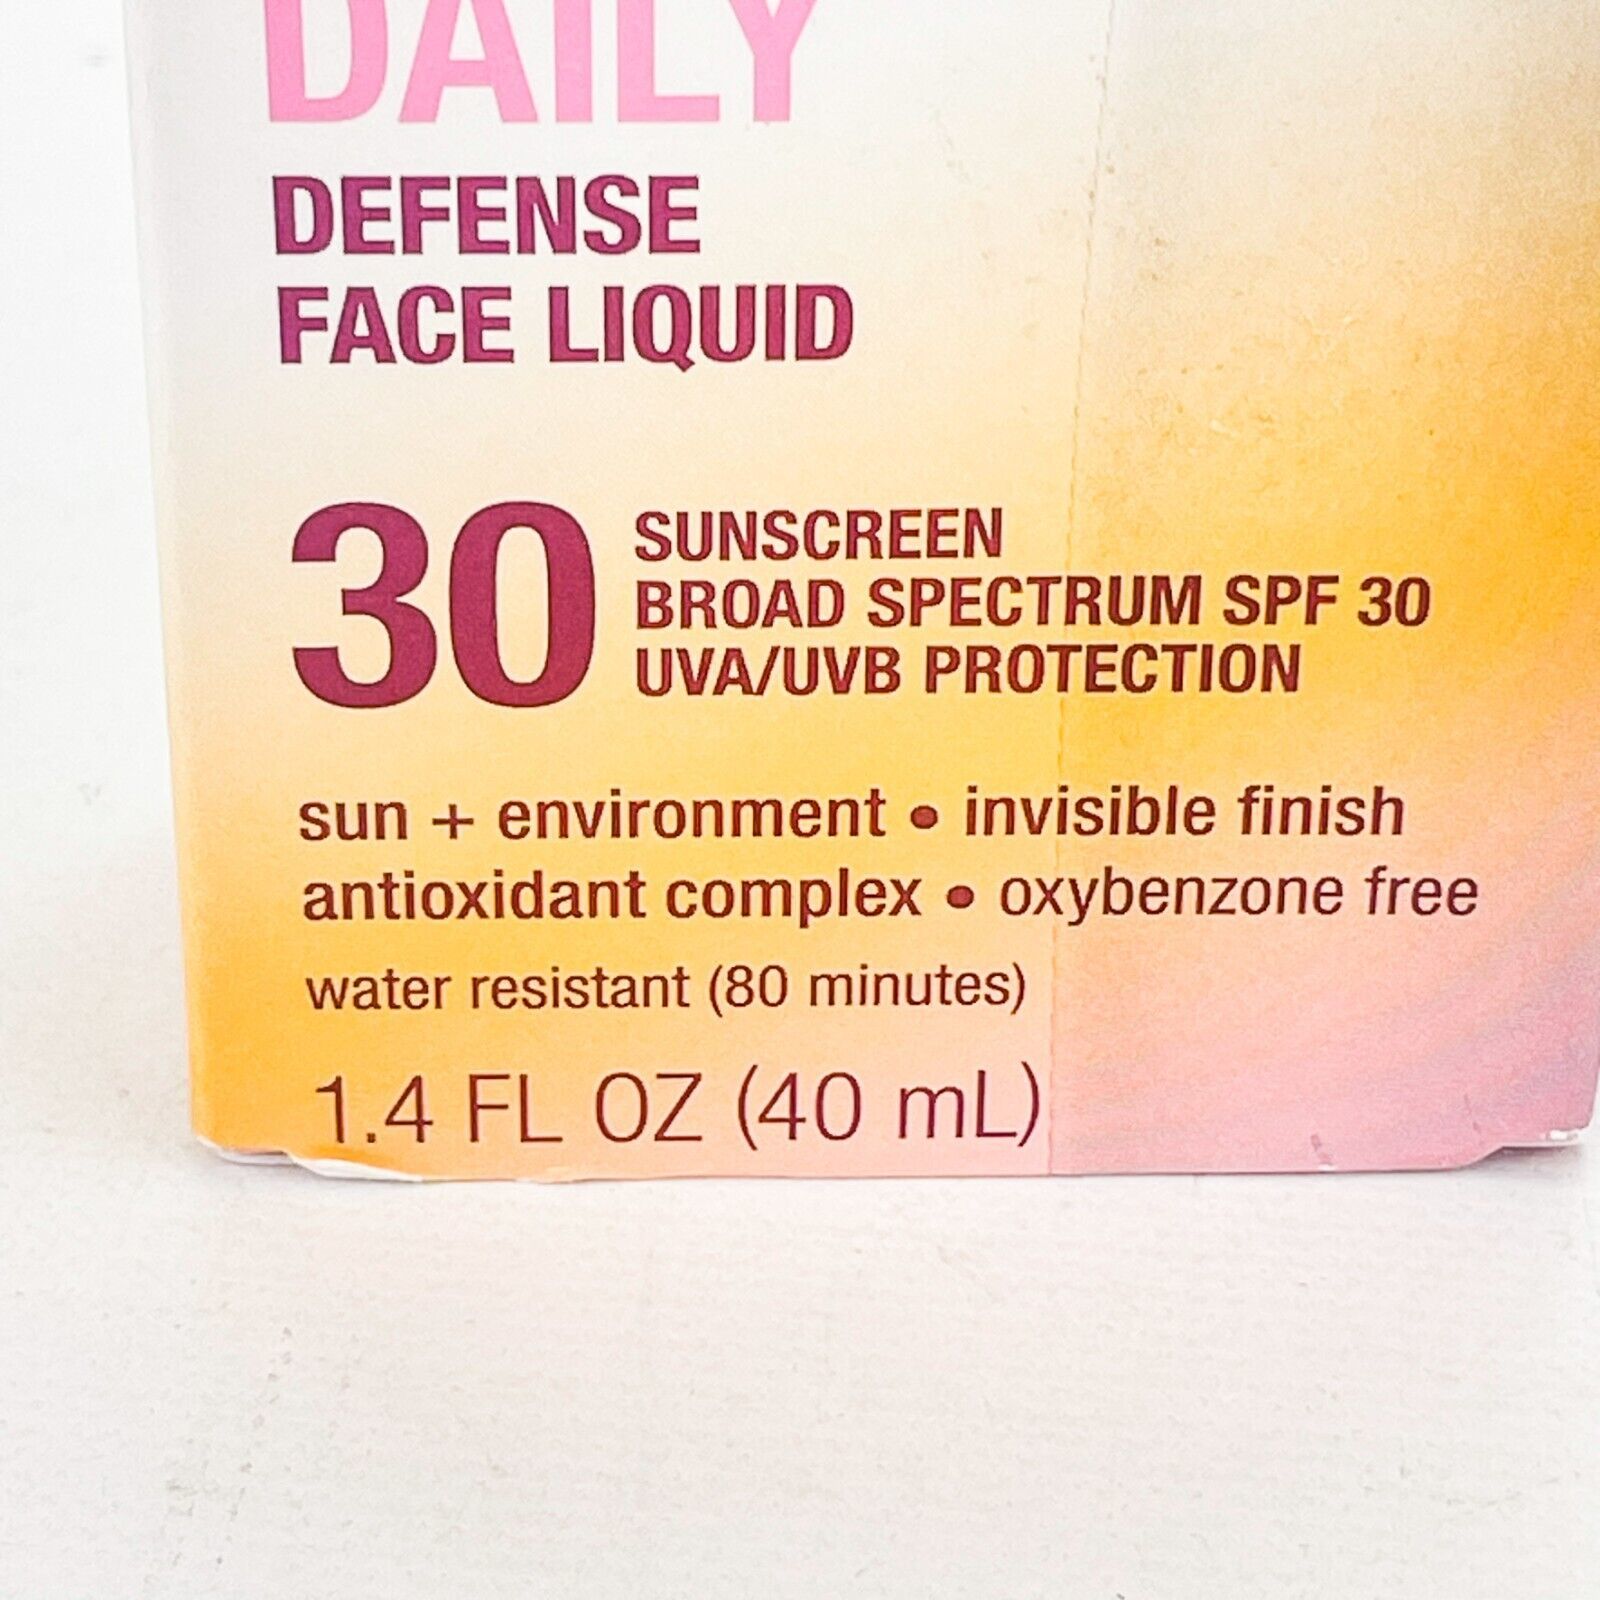 DAILY
DEFENSE
FACE LIQUID
30
SUNSCREEN
BROAD SPECTRUM SPF 30
UVA/UVB PROTECTION
sun + environment • invisible finish
antioxidant complex • oxybenzone free
water resistant (80 minutes)
1.4 FL OZ (40 mL)